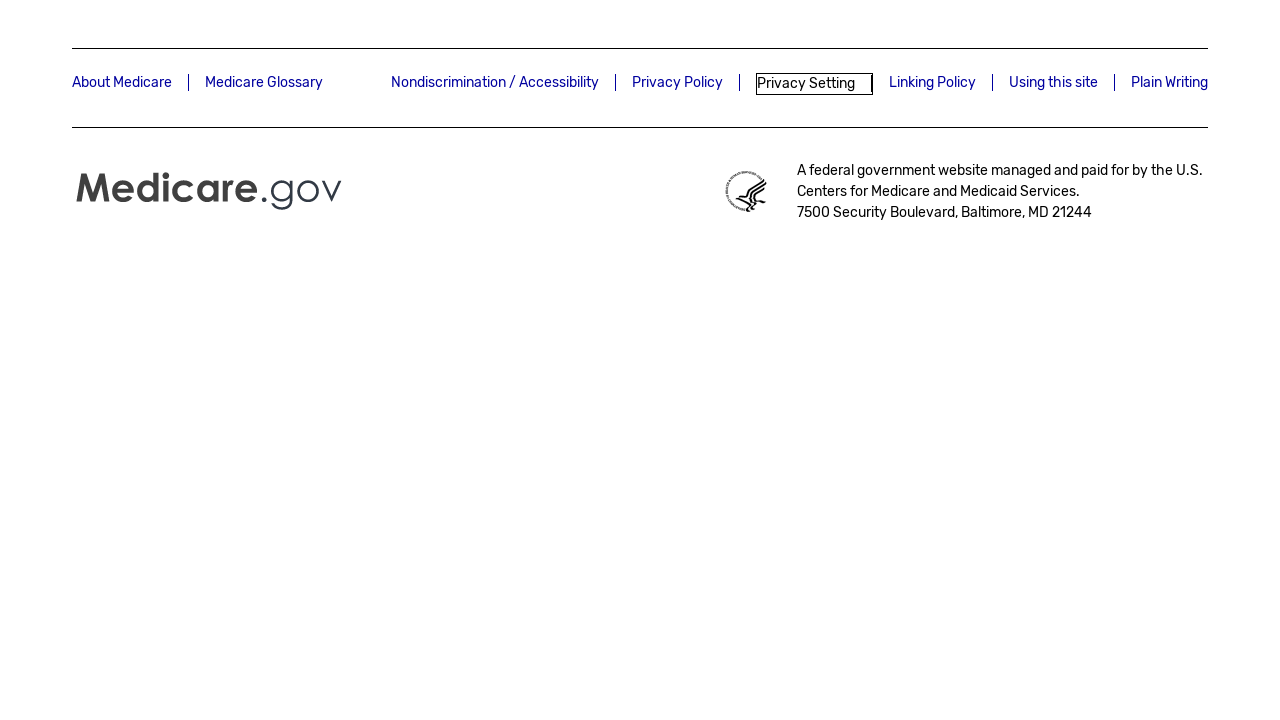 About Medicare
Medicare Glossary
Nondiscrimination / Accessibility
Privacy Policy
Privacy Setting
Linking Policy
Using this site
Plain Writing
Medicare.gov
A federal government website managed and paid for by the U.S.
Centers for Medicare and Medicaid Services.
7500 Security Boulevard, Baltimore, MD 21244